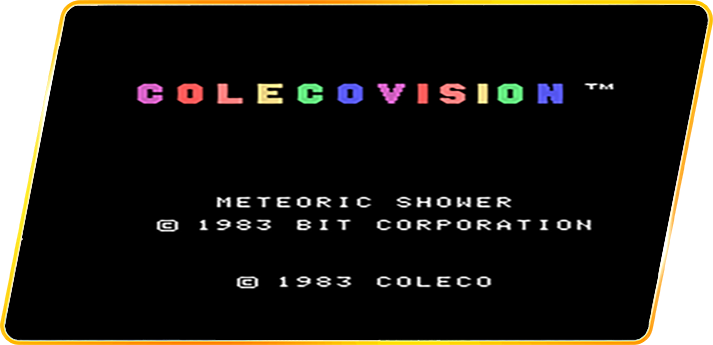 COLECOVISION™
METEORIC SHOWER
© 1983 BIT CORPORATION
© 1983 COLECO